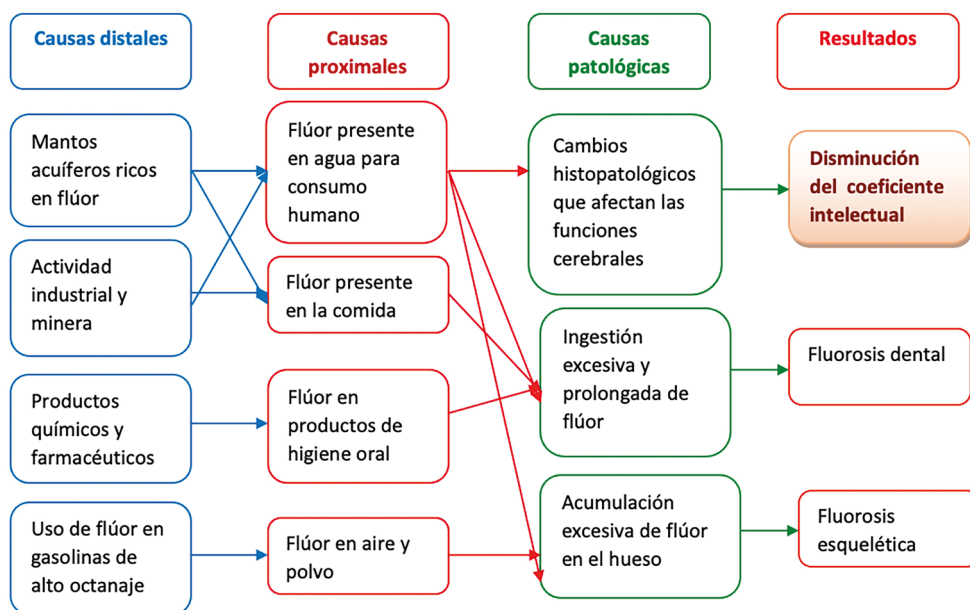 Causas distales
Causas
proximales
Causas
patológicas
Resultados
Mantos
acuíferos ricos
en flúor
Flúor presente
en agua para
consumo
humano
Cambios
histopatológicos
que afectan las
funciones
cerebrales
Disminución
del coeficiente
intelectual
Actividad
industrial y
minera
Flúor presente
en la comida
Ingestión
excesiva y
prolongada de
flúor
Fluorosis dental
Productos
químicos y
farmacéuticos
Flúor en
productos de
higiene oral
Uso de flúor en
gasolinas de
alto octanaje
Flúor en aire y
polvo
Acumulación
excesiva de flúor
en el hueso
Fluorosis
esquelética